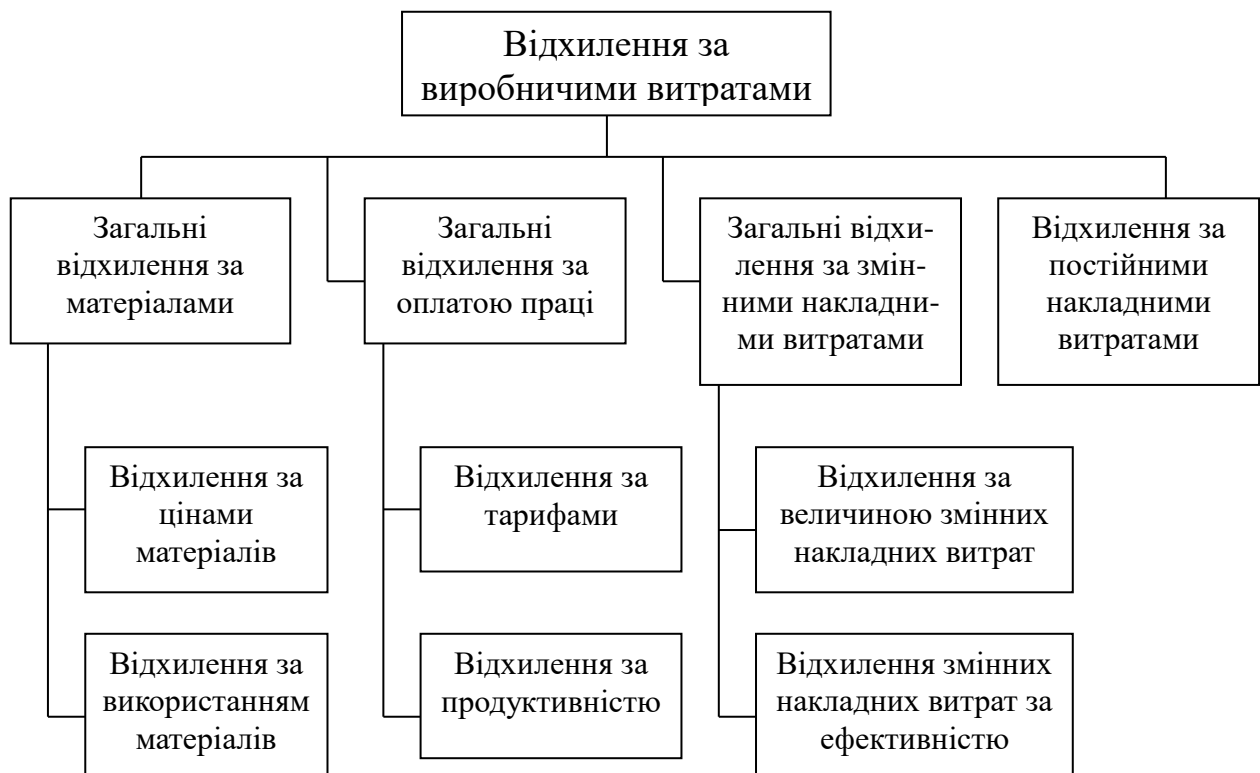 Відхилення за
виробничими витратами
Загальні
відхилення за
матеріалами
Загальні
відхилення за
оплатою праці
Загальні відхи-
лення за змін-
ними накладни-
ми витратами
Відхилення за
постійними
накладними
витратами
Відхилення за
цінами
матеріалів
Відхилення за
тарифами
Відхилення за
величиною змінних
накладних витрат
Відхилення за
використанням
матеріалів
Відхилення за
продуктивністю
Відхилення змінних
накладних витрат за
ефективністю